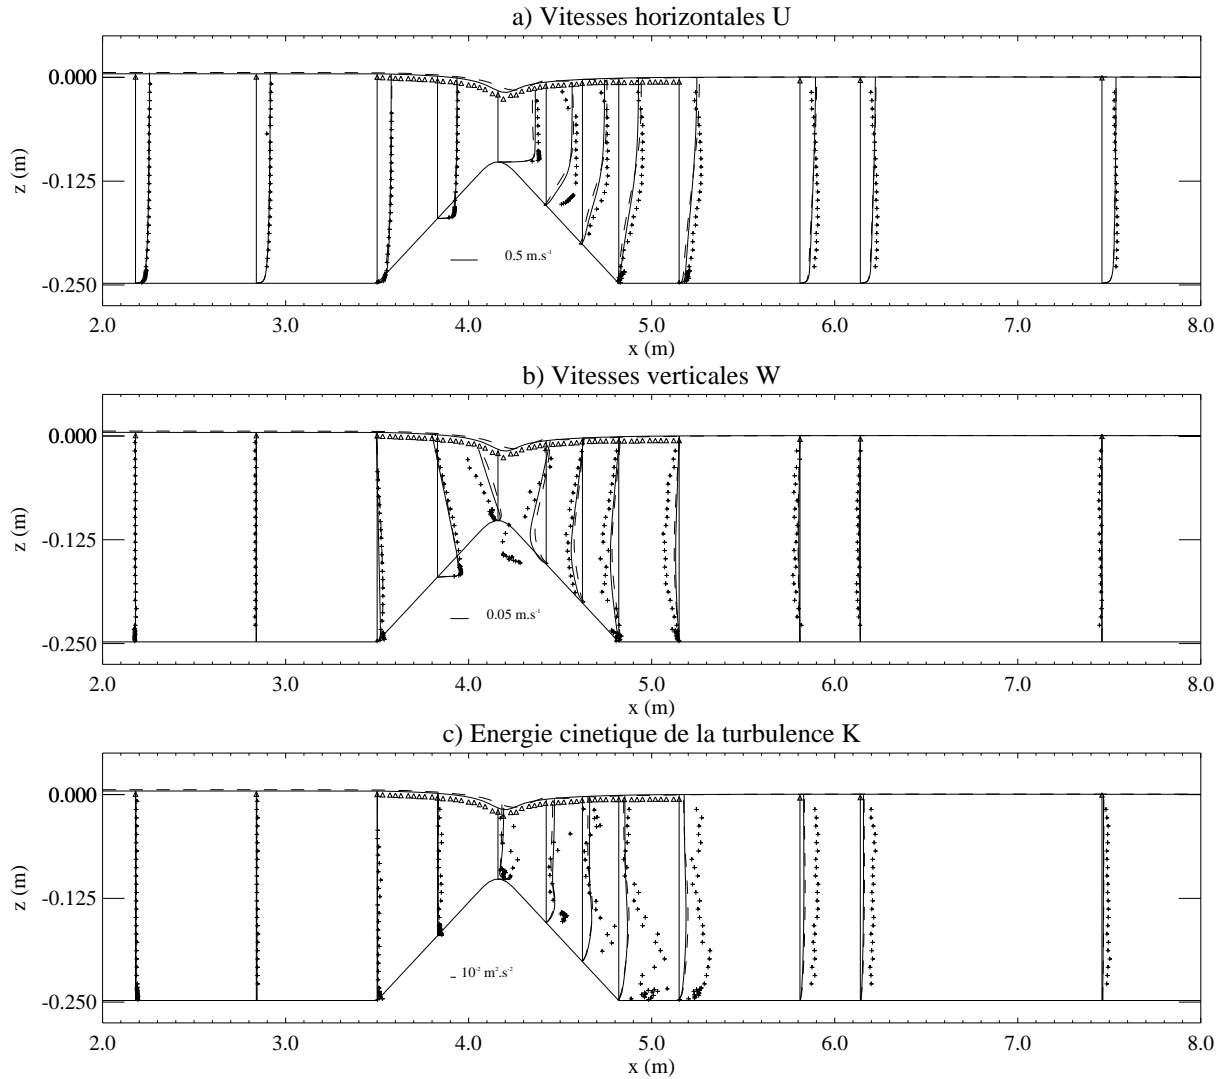 a) Vitesses horizontales U
0.000
-0.125
-0.250
z (m)
0.5 m.s⁻¹
2.0 3.0 4.0 5.0 6.0 7.0 8.0
x (m)
b) Vitesses verticales W
0.000
-0.125
-0.250
z (m)
0.05 m.s⁻¹
2.0 3.0 4.0 5.0 6.0 7.0 8.0
x (m)
c) Energie cinetique de la turbulence K
0.000
-0.125
-0.250
z (m)
10⁻² m².s⁻²
2.0 3.0 4.0 5.0 6.0 7.0 8.0
x (m)